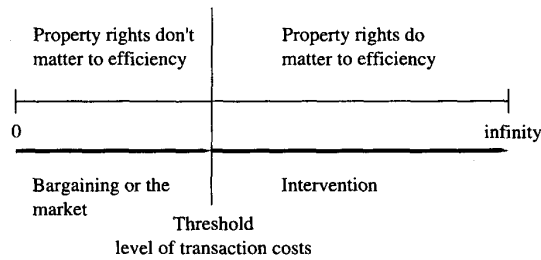 Property rights don't
matter to efficiency
Property rights do
matter to efficiency
0
infinity
Bargaining or the
market
Intervention
Threshold
level of transaction costs